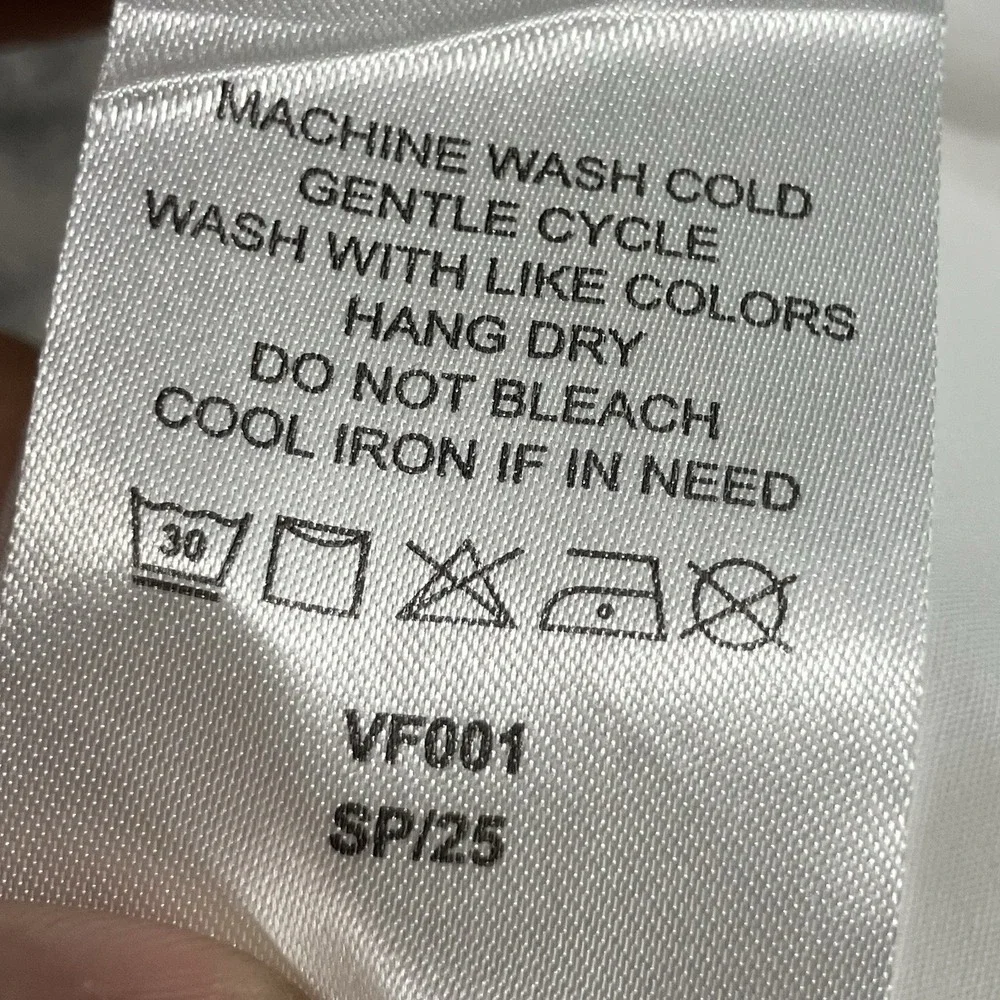 MACHINE WASH COLD
GENTLE CYCLE
WASH WITH LIKE COLORS
HANG DRY
DO NOT BLEACH
COOL IRON IF IN NEED
30
VF001
SP/25